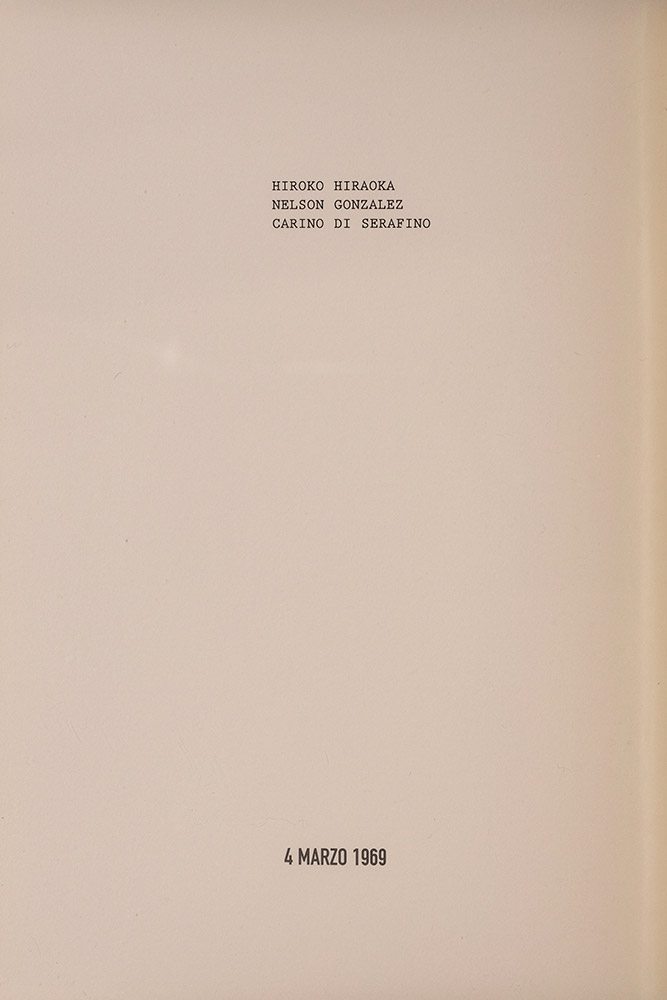 HIROKO HIRAOKA
NELSON GONZALEZ
CARINO DI SERAFINO
4 MARZO 1969